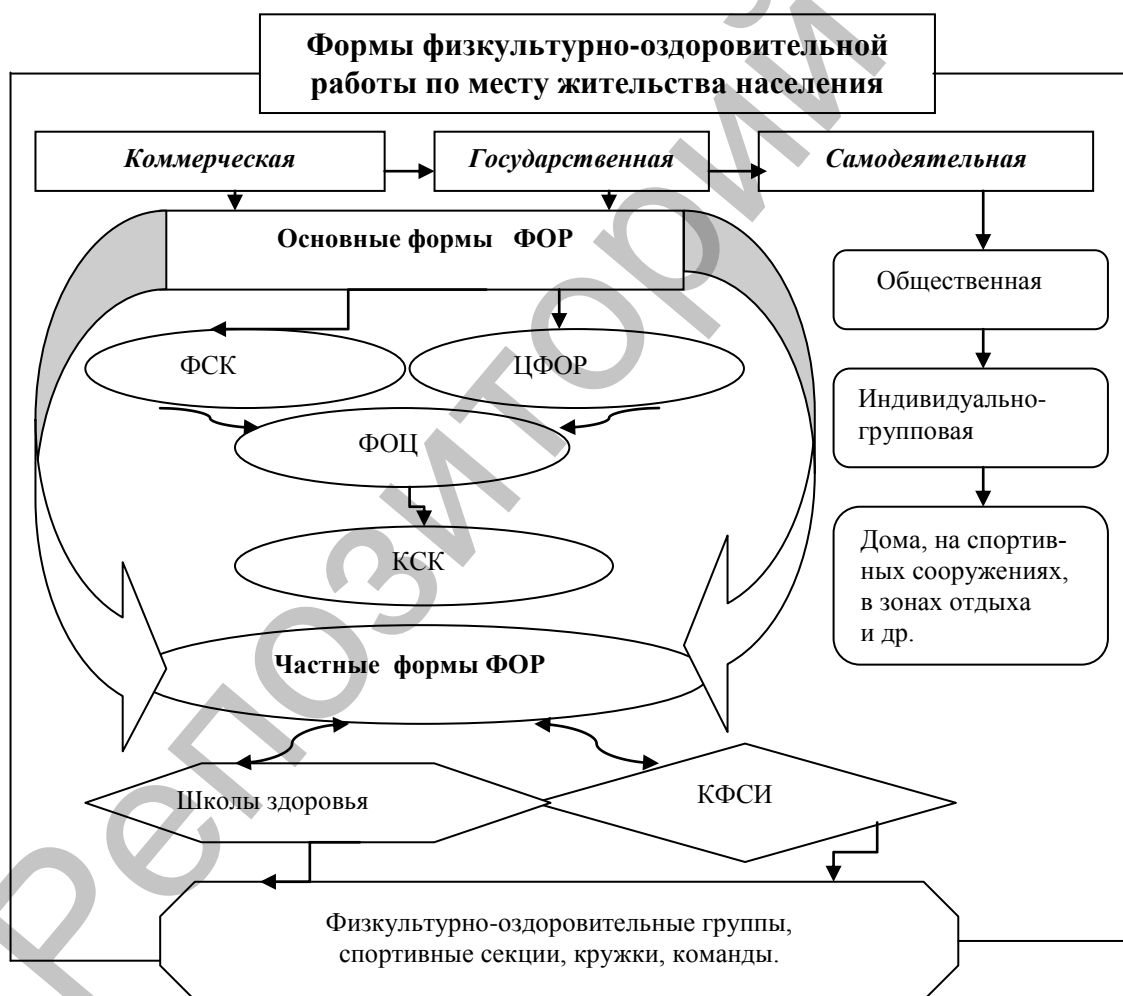 Формы физкультурно-оздоровительной
работы по месту жительства населения
Коммерческая
Государственная
Самодеятельная
Основные формы ФОР
Общественная
ФСК
ЦФОР
Индивидуально-
групповая
ФОЦ
КСК
Дома, на спортив-
ных сооружениях,
в зонах отдыха
и др.
Частные формы ФОР
Школы здоровья
КФСИ
Физкультурно-оздоровительные группы,
спортивные секции, кружки, команды.
Репозиторий